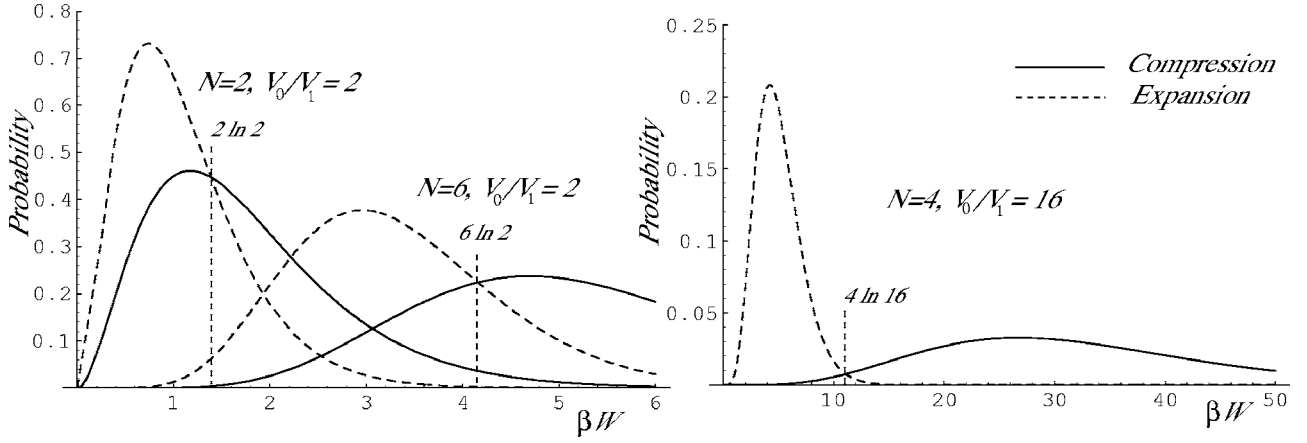 0.8
0.7
0.6
0.5
0.4
0.3
0.2
0.1
Probability
N=2, V0/V1 = 2
2 ln 2
N=6, V0/V1 = 2
6 ln 2
1 2 3 4 5 6
βW
0.25
0.2
0.15
0.1
0.05
Probability
Compression
Expansion
N=4, V0/V1 = 16
4 ln 16
10 20 30 40 50
βW